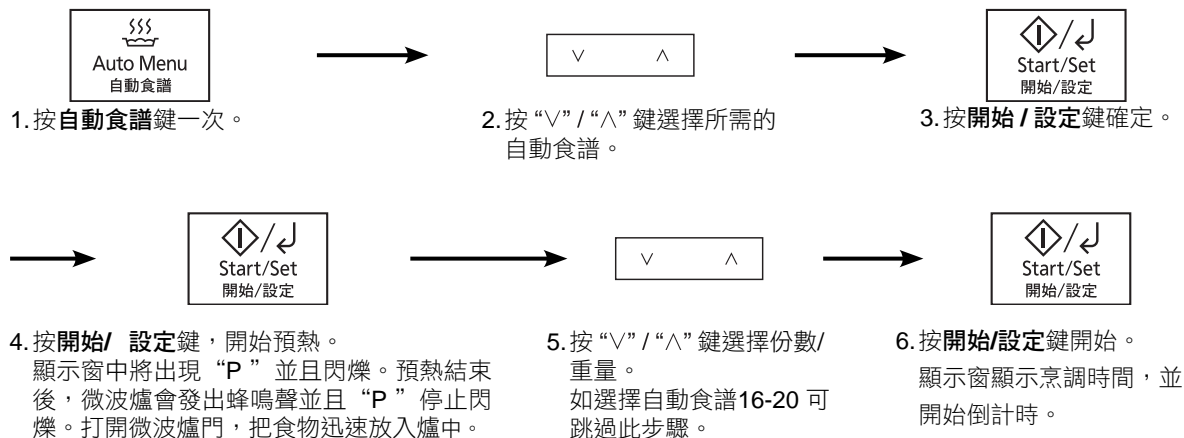 Auto Menu
自動食譜
∨ ∧
Start/Set
開始/設定
1.按自動食譜鍵一次。
2.按 “∨” / “∧” 鍵選擇所需的
自動食譜。
3.按開始 / 設定鍵確定。
Start/Set
開始/設定
∨ ∧
Start/Set
開始/設定
4.按開始/ 設定鍵，開始預熱。
顯示窗中將出現 “P ” 並且閃爍。預熱結束
後，微波爐會發出蜂鳴聲並且 “P ” 停止閃
爍。打開微波爐門，把食物迅速放入爐中。
5.按 “∨” / “∧” 鍵選擇份數/
重量。
如選擇自動食譜16-20 可
跳過此步驟。
6.按開始/設定鍵開始。
顯示窗顯示烹調時間，並
開始倒計時。